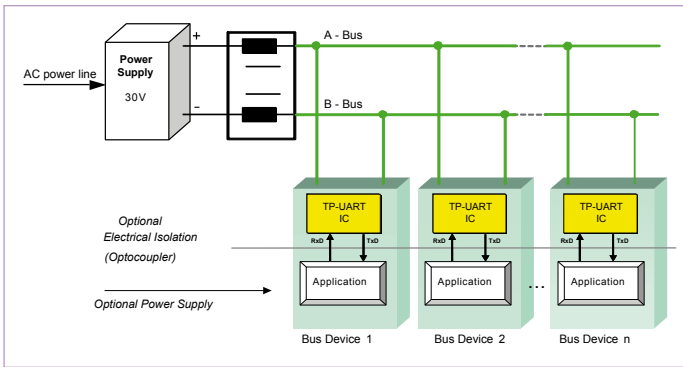 A - Bus
+
Power
Supply
30V
AC power line
–
B - Bus
TP-UART
IC
TP-UART
IC
TP-UART
IC
Optional
Electrical Isolation
(Optocoupler)
RxD TxD
RxD TxD
RxD TxD
Application
Application
...
Application
Optional Power Supply
Bus Device 1
Bus Device 2
Bus Device n